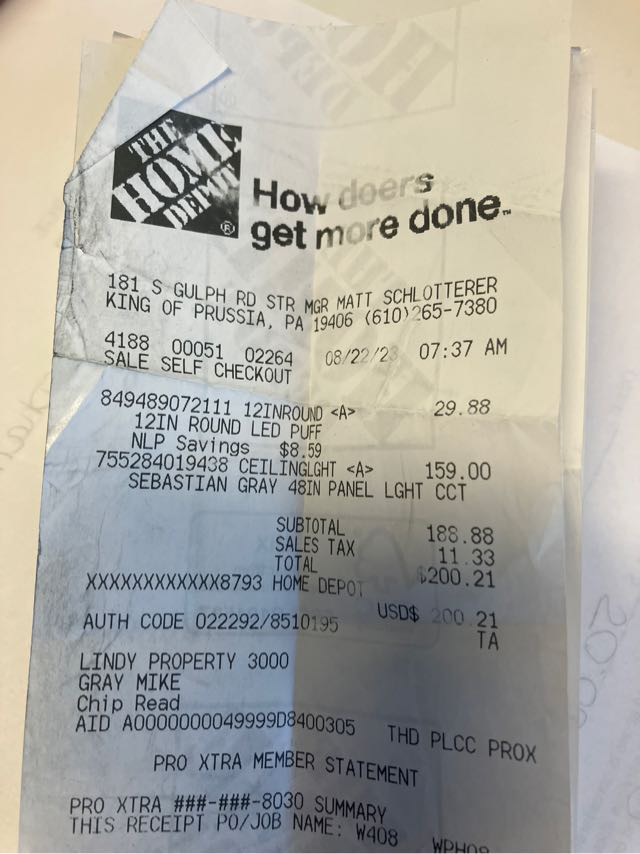 THE
HOME
DEPOT
®
How doers
get more done.™
181 S GULPH RD STR MGR MATT SCHLOTTERER
KING OF PRUSSIA, PA 19406 (610)265-7380
4188 00051 02264 08/22/23 07:37 AM
SALE SELF CHECKOUT
849489072111 12INROUND <A> 29.88
12IN ROUND LED PUFF
NLP Savings $8.59
755284019438 CEILINGLGHT <A> 159.00
SEBASTIAN GRAY 48IN PANEL LGHT CCT
SUBTOTAL 188.88
SALES TAX 11.33
TOTAL $200.21
XXXXXXXXXXXX8793 HOME DEPOT
USD$ 200.21
AUTH CODE 022292/8510195 TA
LINDY PROPERTY 3000
GRAY MIKE
Chip Read
AID A0000000049999D8400305 THD PLCC PROX
PRO XTRA MEMBER STATEMENT
PRO XTRA ###-###-8030 SUMMARY
THIS RECEIPT PO/JOB NAME: W408 WPH08